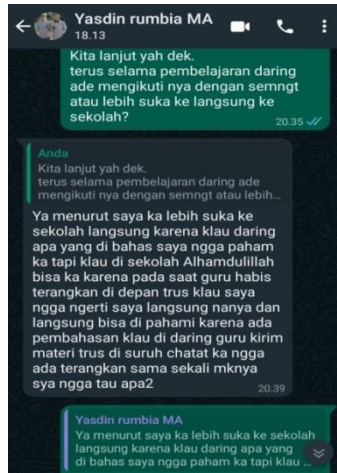 Yasdin rumbia MA
18.13
Kita lanjut yah dek.
terus selama pembelajaran daring
ade mengikuti nya dengan semngt
atau lebih suka ke langsung ke
sekolah?
20.35
Anda
Kita lanjut yah dek.
terus selama pembelajaran daring ade
mengikuti nya dengan semngt atau lebih...
Ya menurut saya ka lebih suka ke
sekolah langsung karena klau daring
apa yang di bahas saya ngga paham
ka tapi klau di sekolah Alhamdulillah
bisa ka karena pada saat guru habis
terangkan di depan trus klau saya
ngga ngerti saya langsung nanya dan
langsung bisa di pahami karena ada
pembahasan klau di daring guru kirim
materi trus di suruh chatat ka ngga
ada terangkan sama sekali mknya
sya ngga tau apa2
20.39
Yasdin rumbia MA
Ya menurut saya ka lebih suka ke sekolah
langsung karena klau daring apa yang
di bahas saya ngga paham ka tapi klau ...